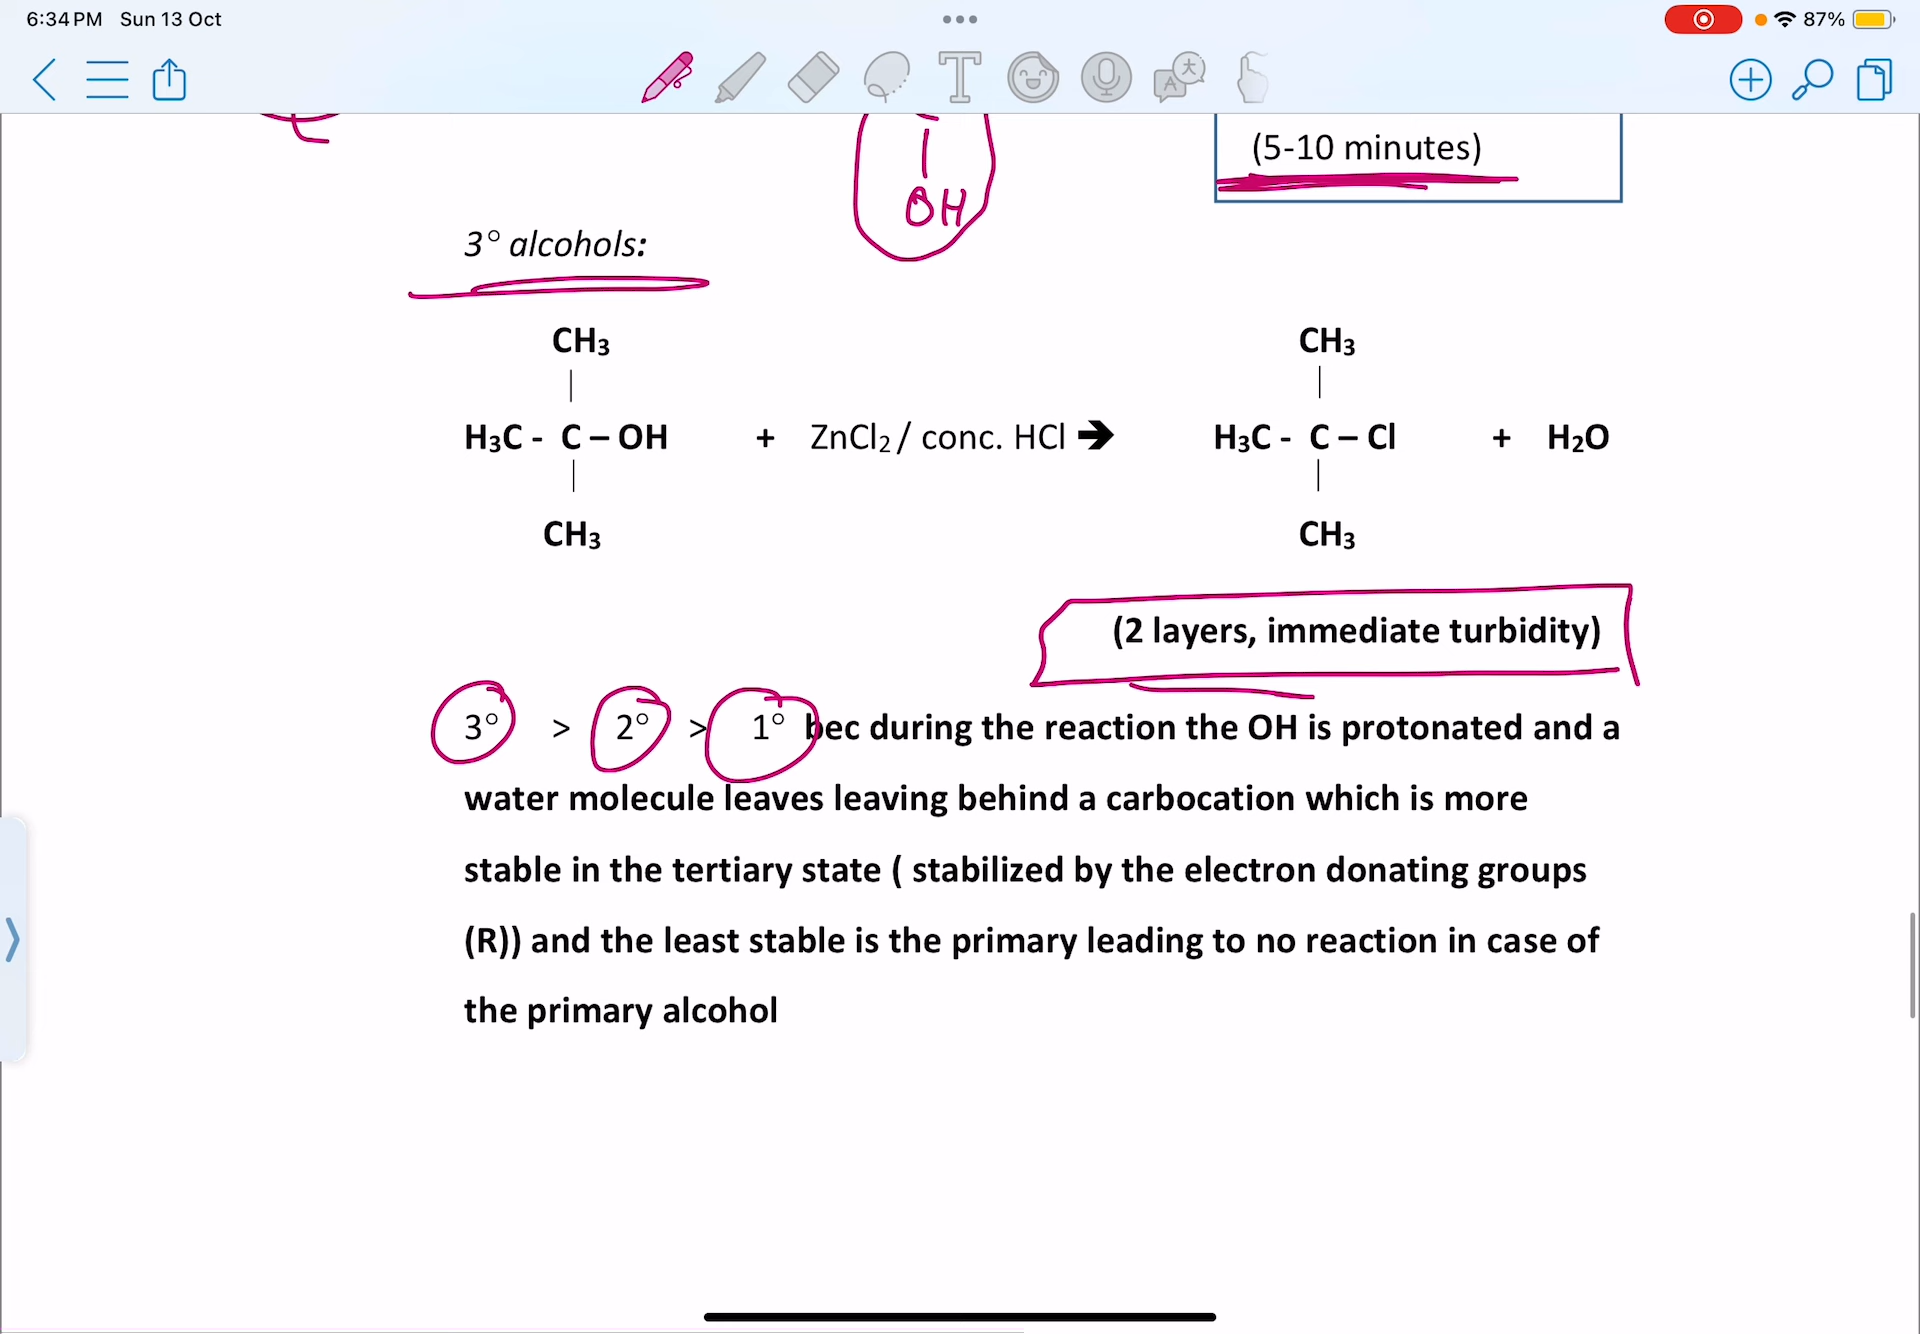 6:34 PM Sun 13 Oct
87%
(5-10 minutes)
OH
3° alcohols:
CH₃ CH₃
H₃C - C – OH + ZnCl₂ / conc. HCl ➔ H₃C - C – Cl + H₂O
CH₃ CH₃
(2 layers, immediate turbidity)
3° > 2° > 1° bec during the reaction the OH is protonated and a
water molecule leaves leaving behind a carbocation which is more
stable in the tertiary state ( stabilized by the electron donating groups
(R)) and the least stable is the primary leading to no reaction in case of
the primary alcohol